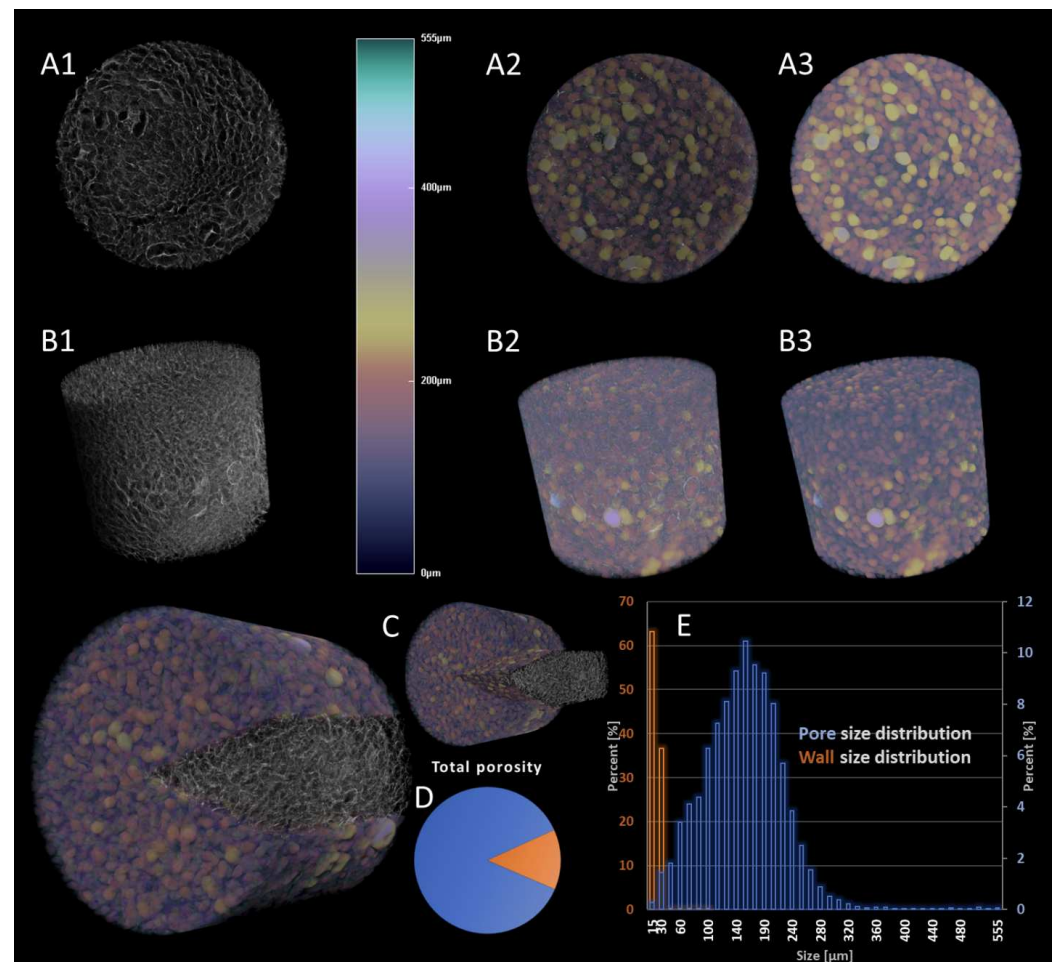 A1
555µm
400µm
200µm
0µm
A2
A3
B1
B2
B3
C
Total porosity
D
E
Pore size distribution
Wall size distribution
Percent [%]
70
60
50
40
30
20
10
0
Percent [%]
12
10
8
6
4
2
0
15
30
60
100
140
190
240
280
320
360
400
440
480
555
Size [µm]